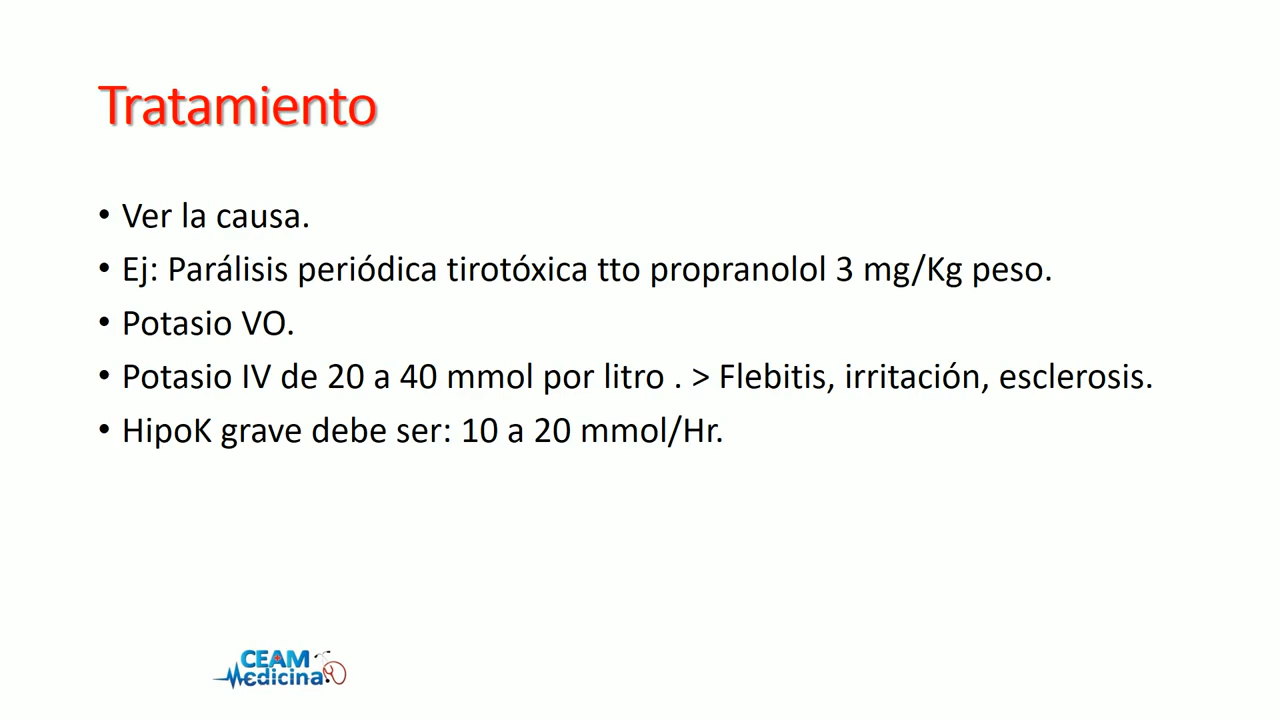 Tratamiento
• Ver la causa.
• Ej: Parálisis periódica tirotóxica tto propranolol 3 mg/Kg peso.
• Potasio VO.
• Potasio IV de 20 a 40 mmol por litro . > Flebitis, irritación, esclerosis.
• HipoK grave debe ser: 10 a 20 mmol/Hr.
CEAM
Medicina